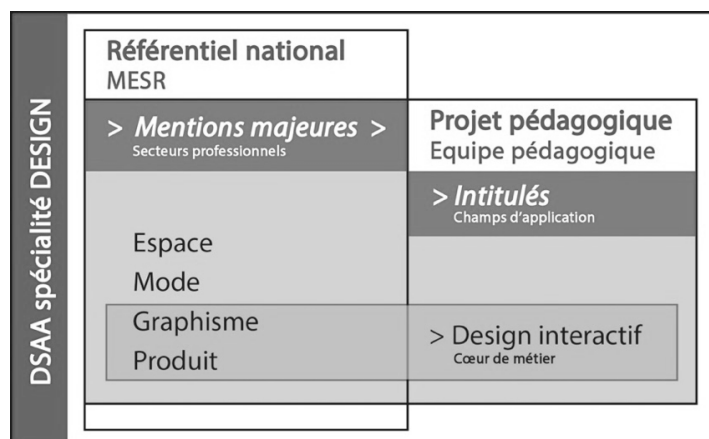 DSAA spécialité DESIGN
Référentiel national
MESR
> Mentions majeures >
Secteurs professionnels
Projet pédagogique
Equipe pédagogique
> Intitulés
Champs d'application
Espace
Mode
Graphisme
Produit
> Design interactif
Cœur de métier